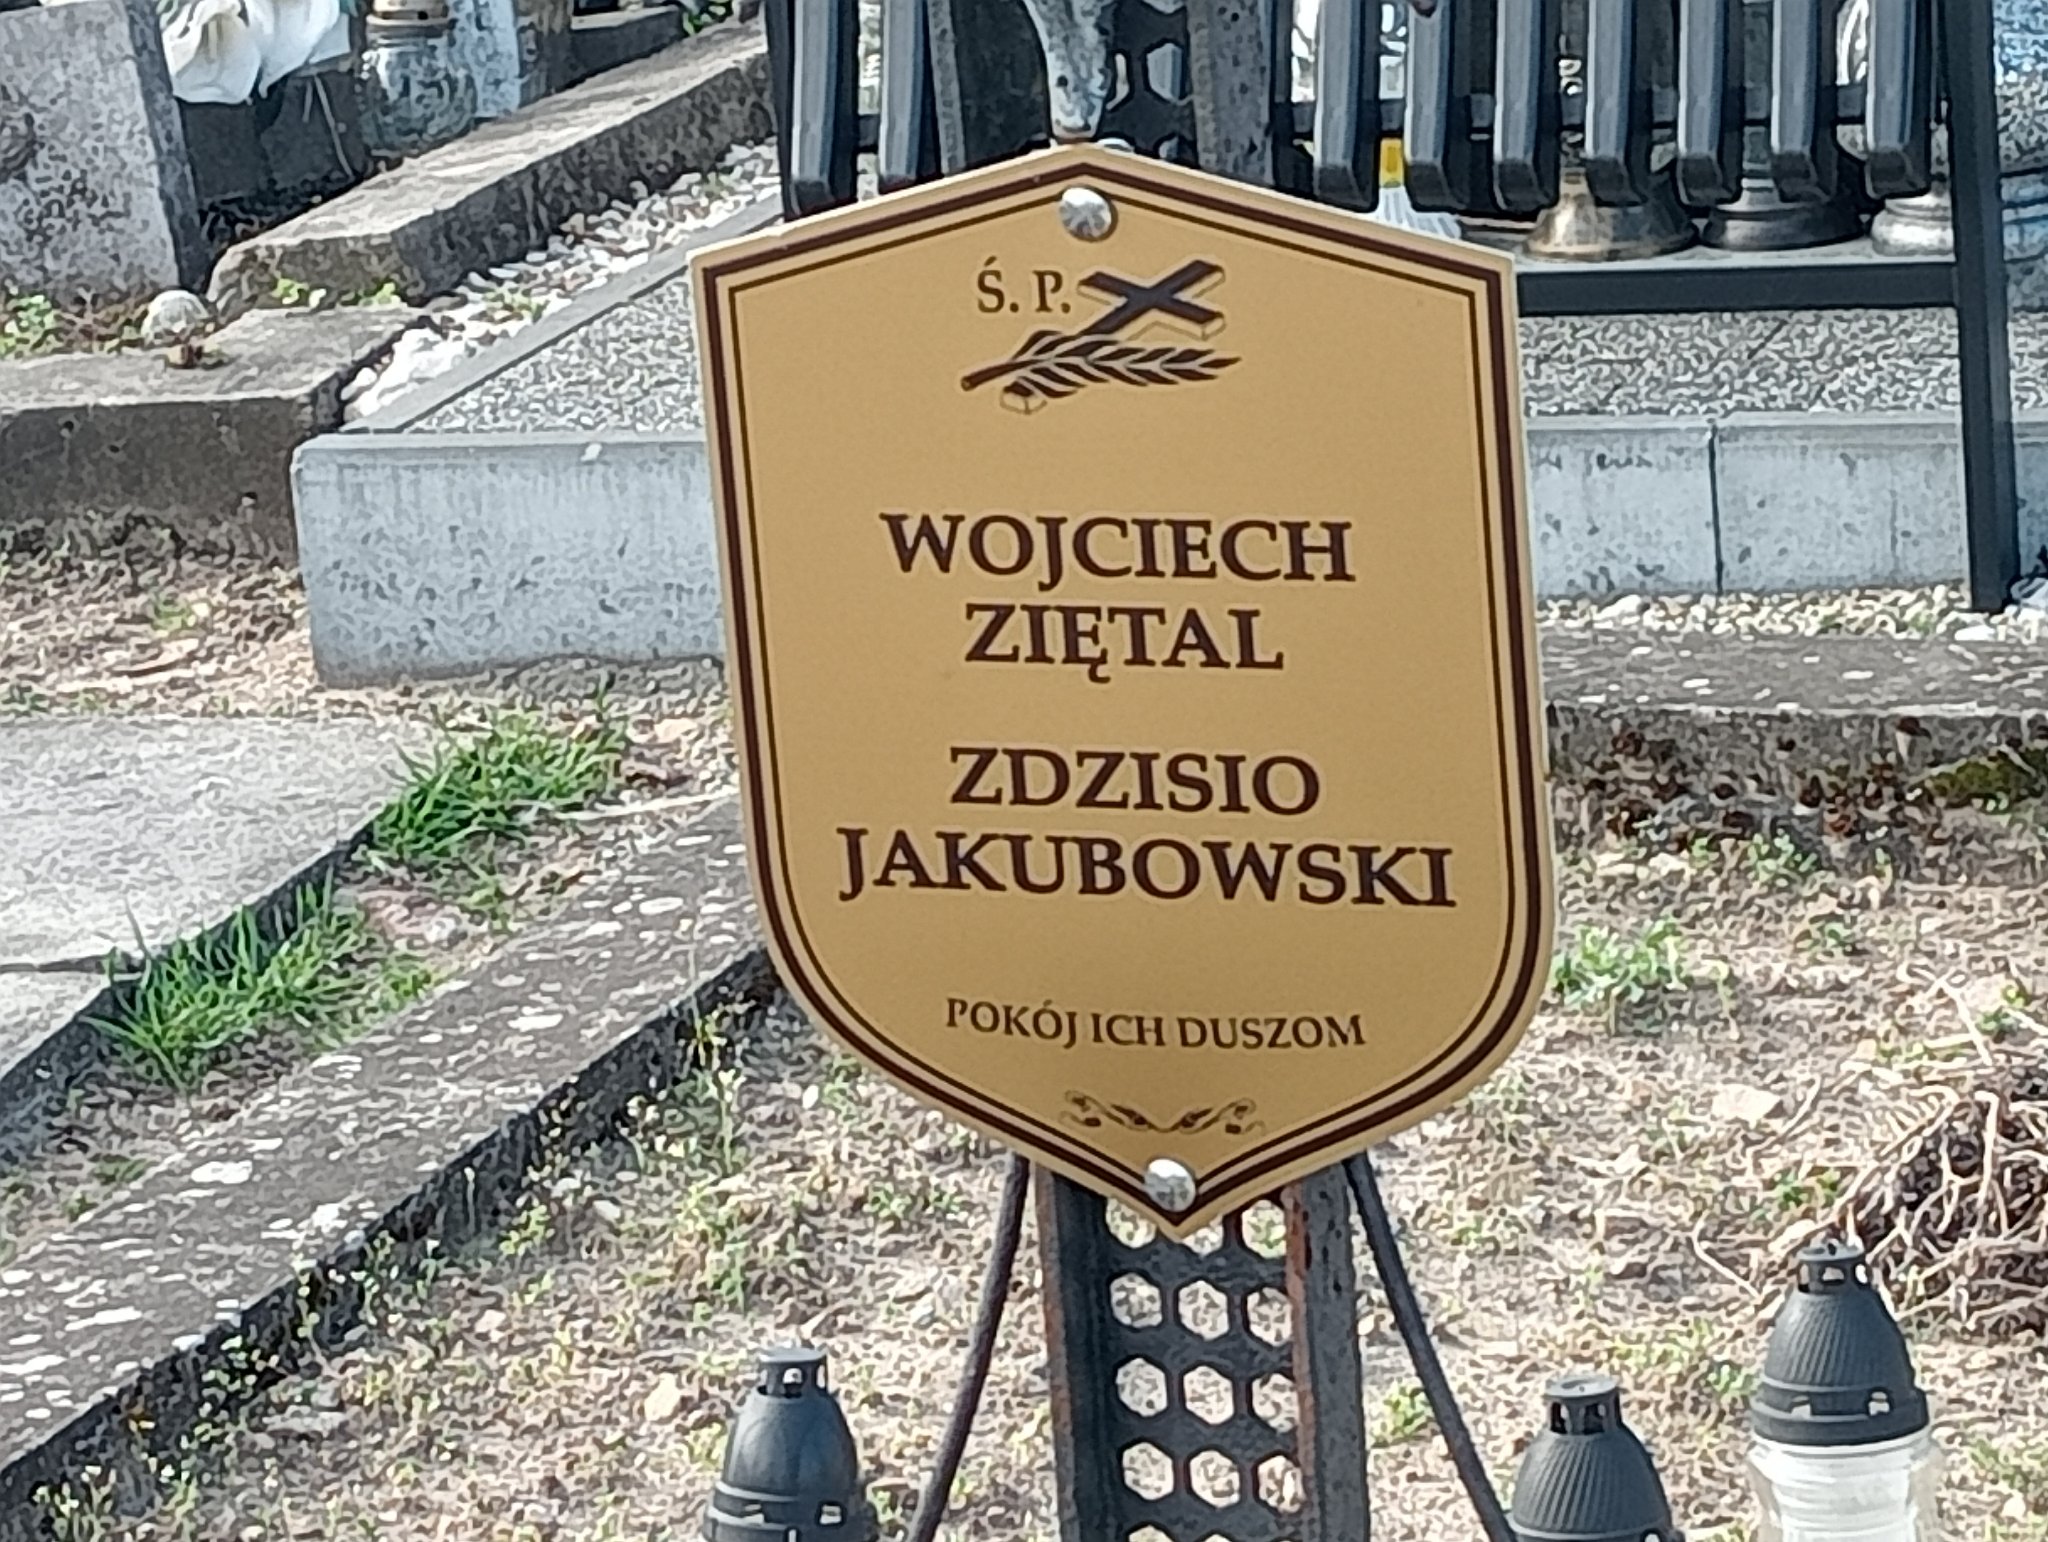 Ś. P.
WOJCIECH
ZIĘTAL
ZDZISIO
JAKUBOWSKI
POKÓJ ICH DUSZOM